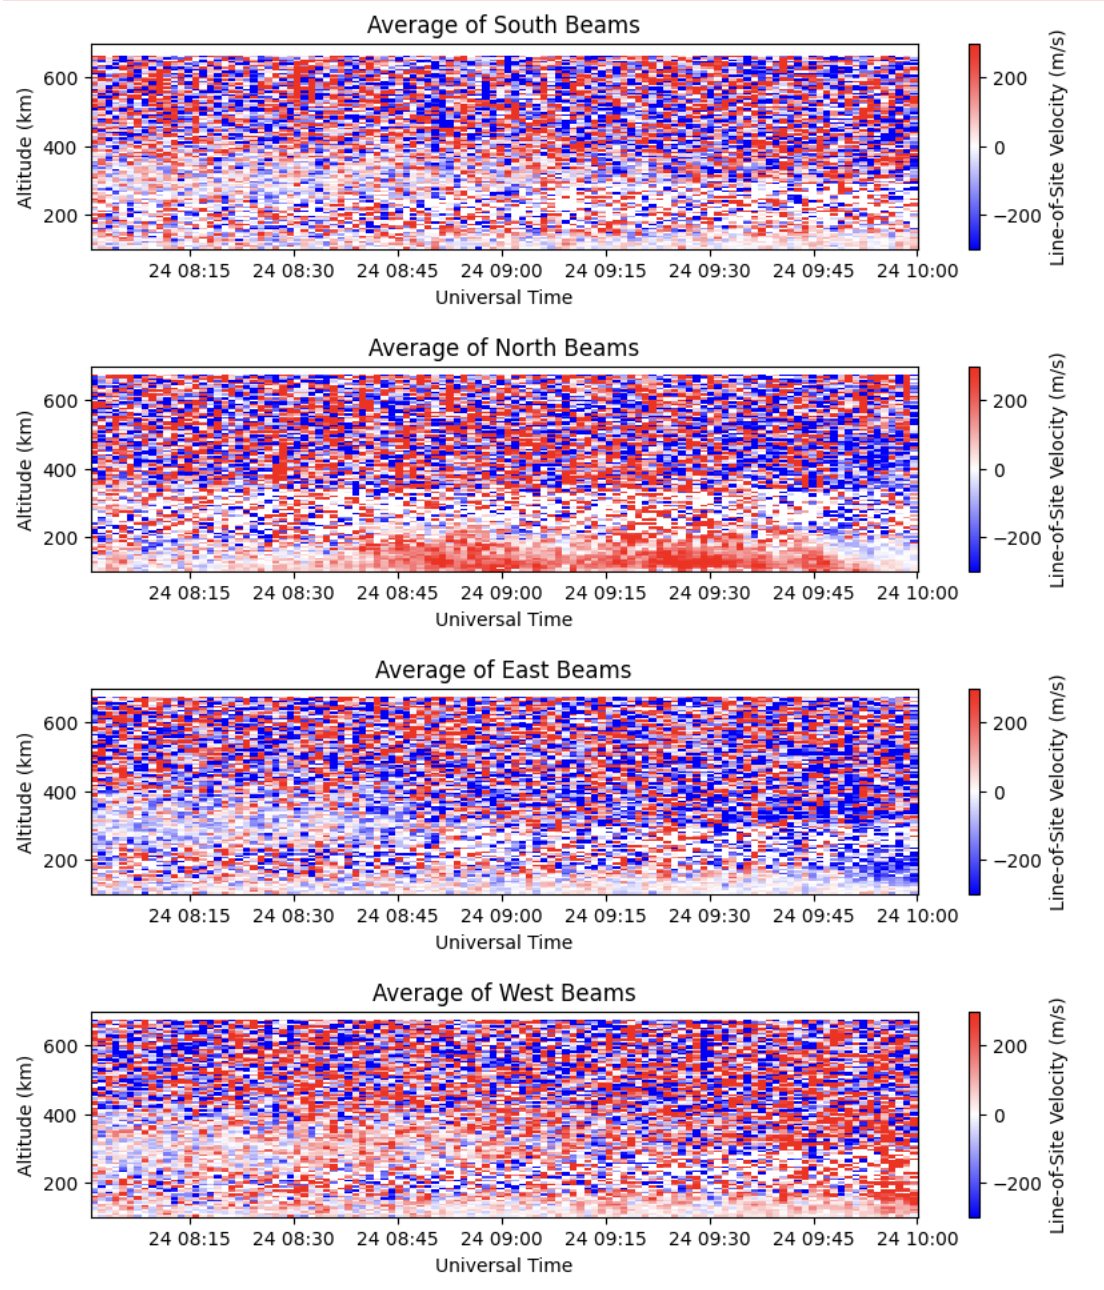 Average of South Beams
600
400
200
Altitude (km)
24 08:15 24 08:30 24 08:45 24 09:00 24 09:15 24 09:30 24 09:45 24 10:00
Universal Time
200
0
−200
Line-of-Site Velocity (m/s)
Average of North Beams
600
400
200
Altitude (km)
24 08:15 24 08:30 24 08:45 24 09:00 24 09:15 24 09:30 24 09:45 24 10:00
Universal Time
200
0
−200
Line-of-Site Velocity (m/s)
Average of East Beams
600
400
200
Altitude (km)
24 08:15 24 08:30 24 08:45 24 09:00 24 09:15 24 09:30 24 09:45 24 10:00
Universal Time
200
0
−200
Line-of-Site Velocity (m/s)
Average of West Beams
600
400
200
Altitude (km)
24 08:15 24 08:30 24 08:45 24 09:00 24 09:15 24 09:30 24 09:45 24 10:00
Universal Time
200
0
−200
Line-of-Site Velocity (m/s)